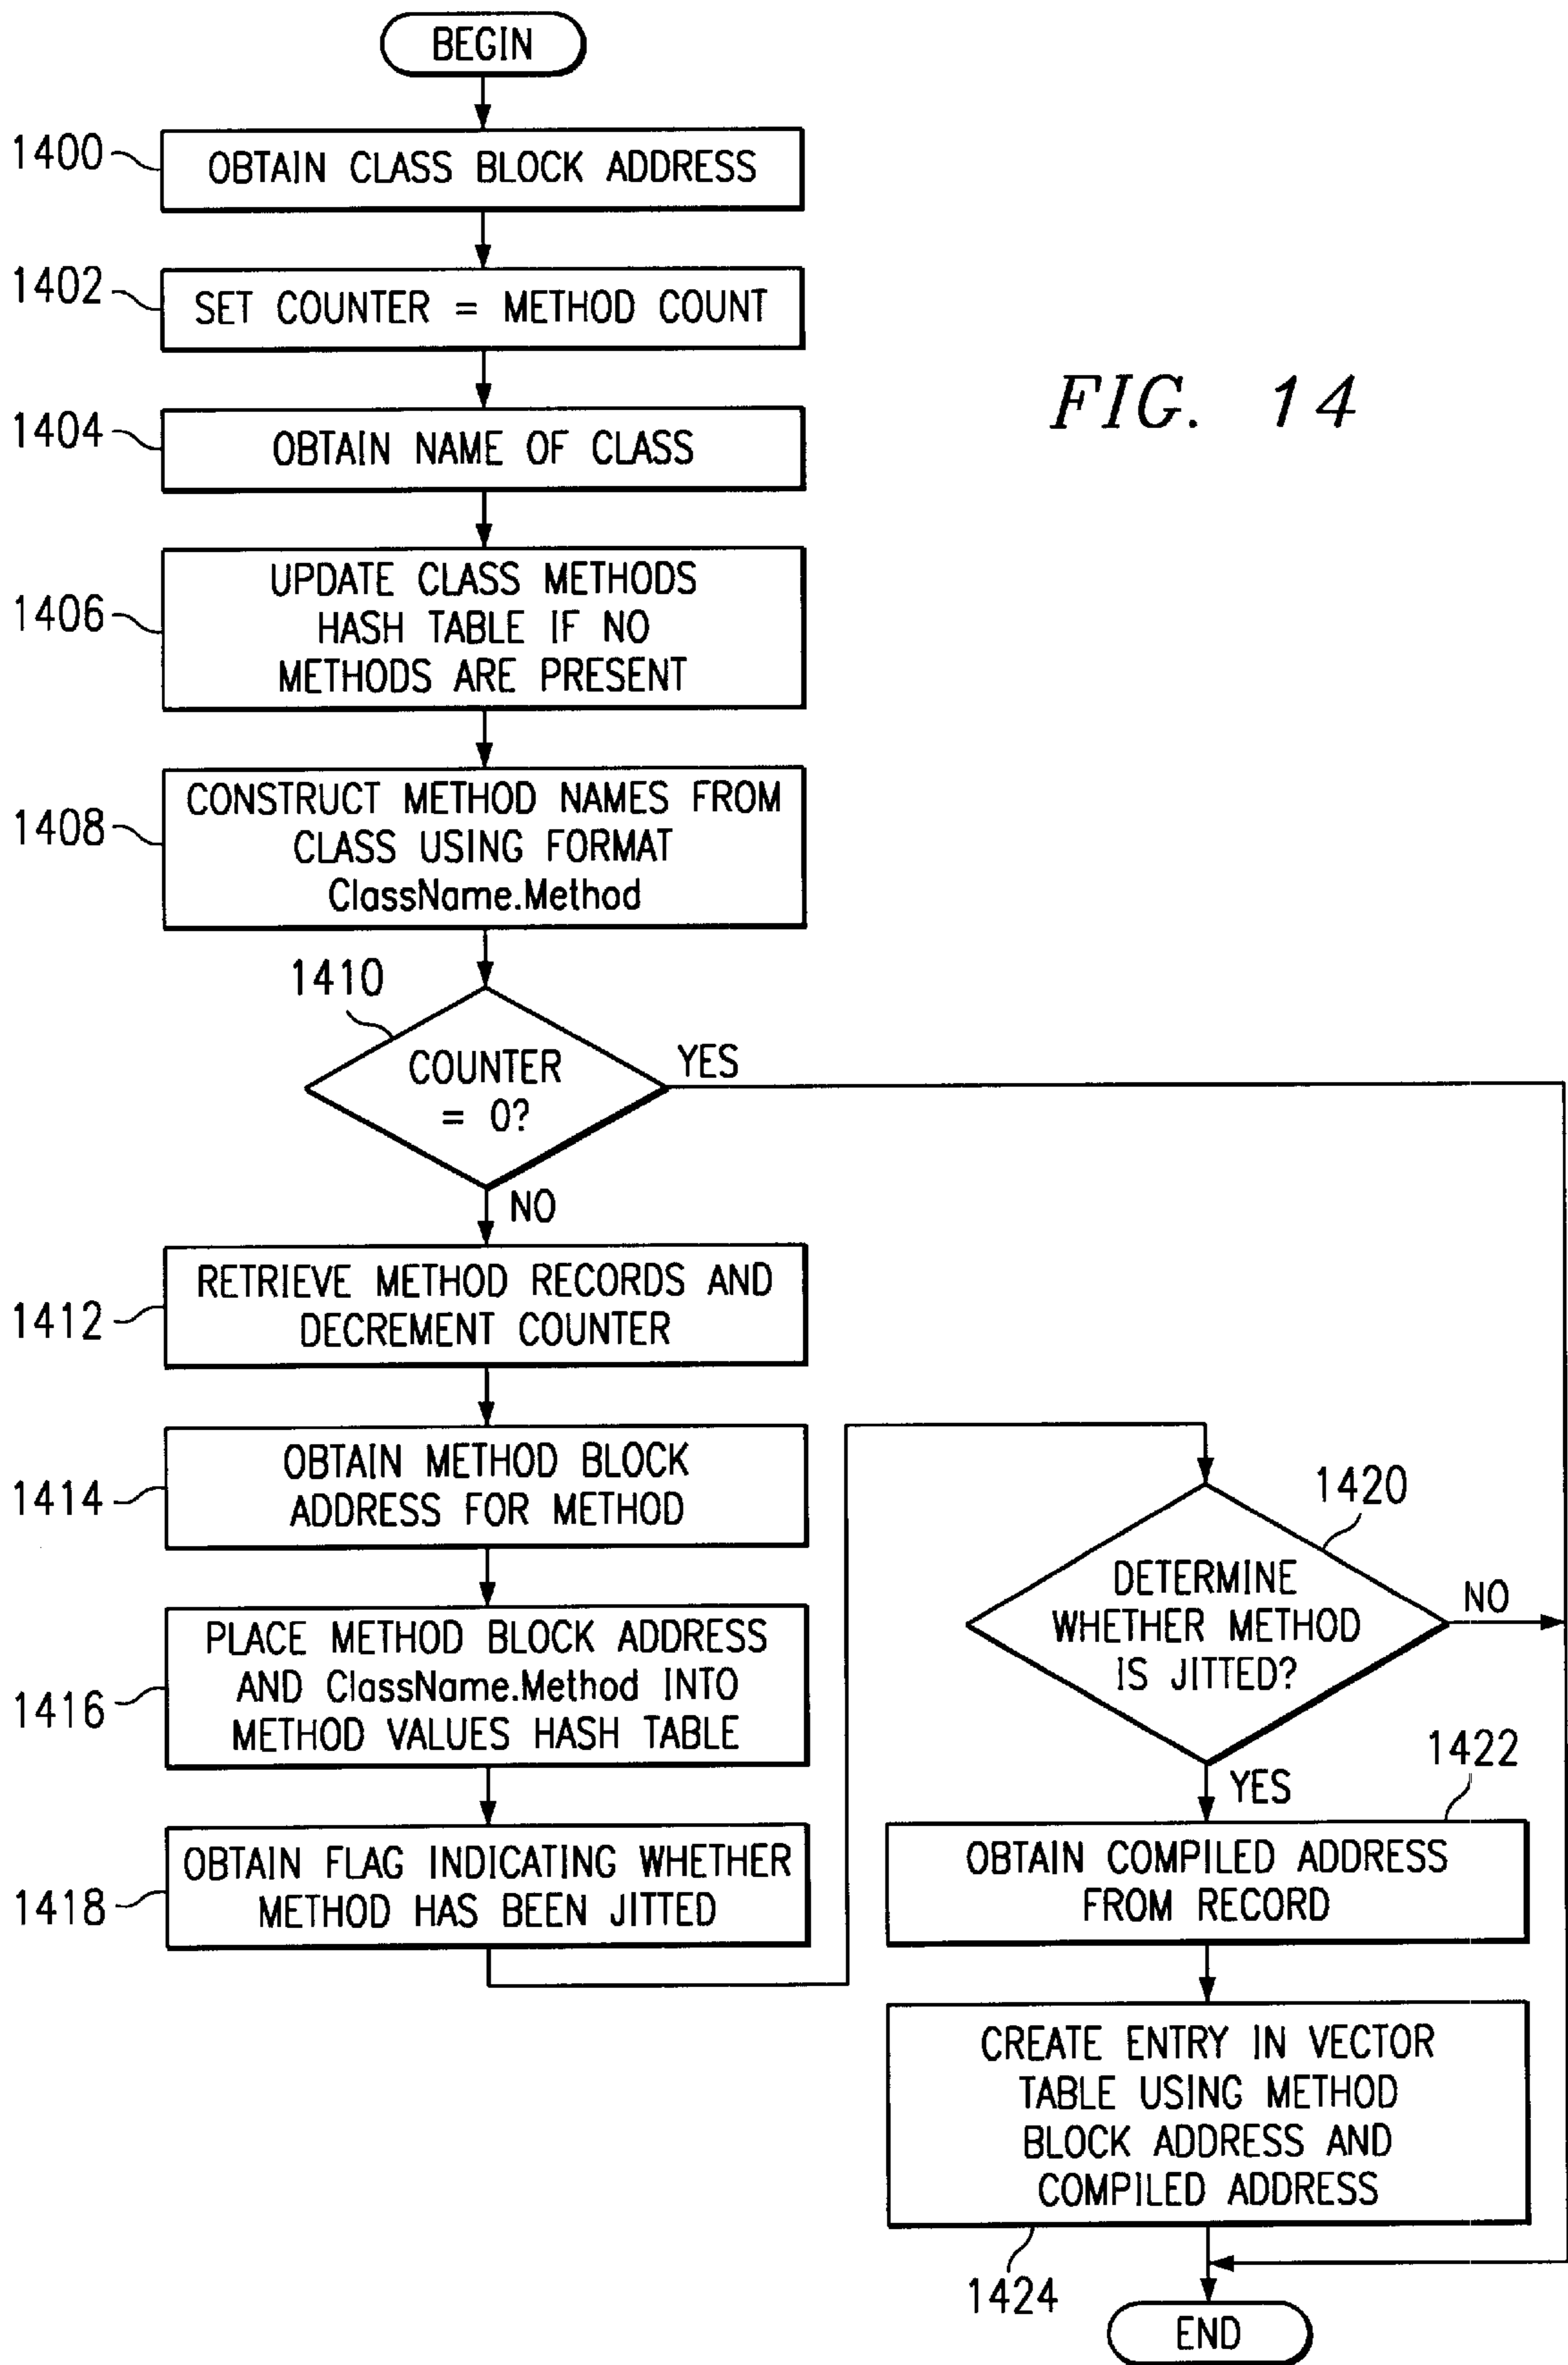 BEGIN
1400
OBTAIN CLASS BLOCK ADDRESS
1402
SET COUNTER = METHOD COUNT
FIG. 14
1404
OBTAIN NAME OF CLASS
1406
UPDATE CLASS METHODS
HASH TABLE IF NO
METHODS ARE PRESENT
1408
CONSTRUCT METHOD NAMES FROM
CLASS USING FORMAT
ClassName.Method
1410
COUNTER
= 0?
YES
NO
1412
RETRIEVE METHOD RECORDS AND
DECREMENT COUNTER
1414
OBTAIN METHOD BLOCK
ADDRESS FOR METHOD
1416
PLACE METHOD BLOCK ADDRESS
AND ClassName.Method INTO
METHOD VALUES HASH TABLE
1418
OBTAIN FLAG INDICATING WHETHER
METHOD HAS BEEN JITTED
1420
DETERMINE
WHETHER METHOD
IS JITTED?
NO
YES
1422
OBTAIN COMPILED ADDRESS
FROM RECORD
CREATE ENTRY IN VECTOR
TABLE USING METHOD
BLOCK ADDRESS AND
COMPILED ADDRESS
1424
END